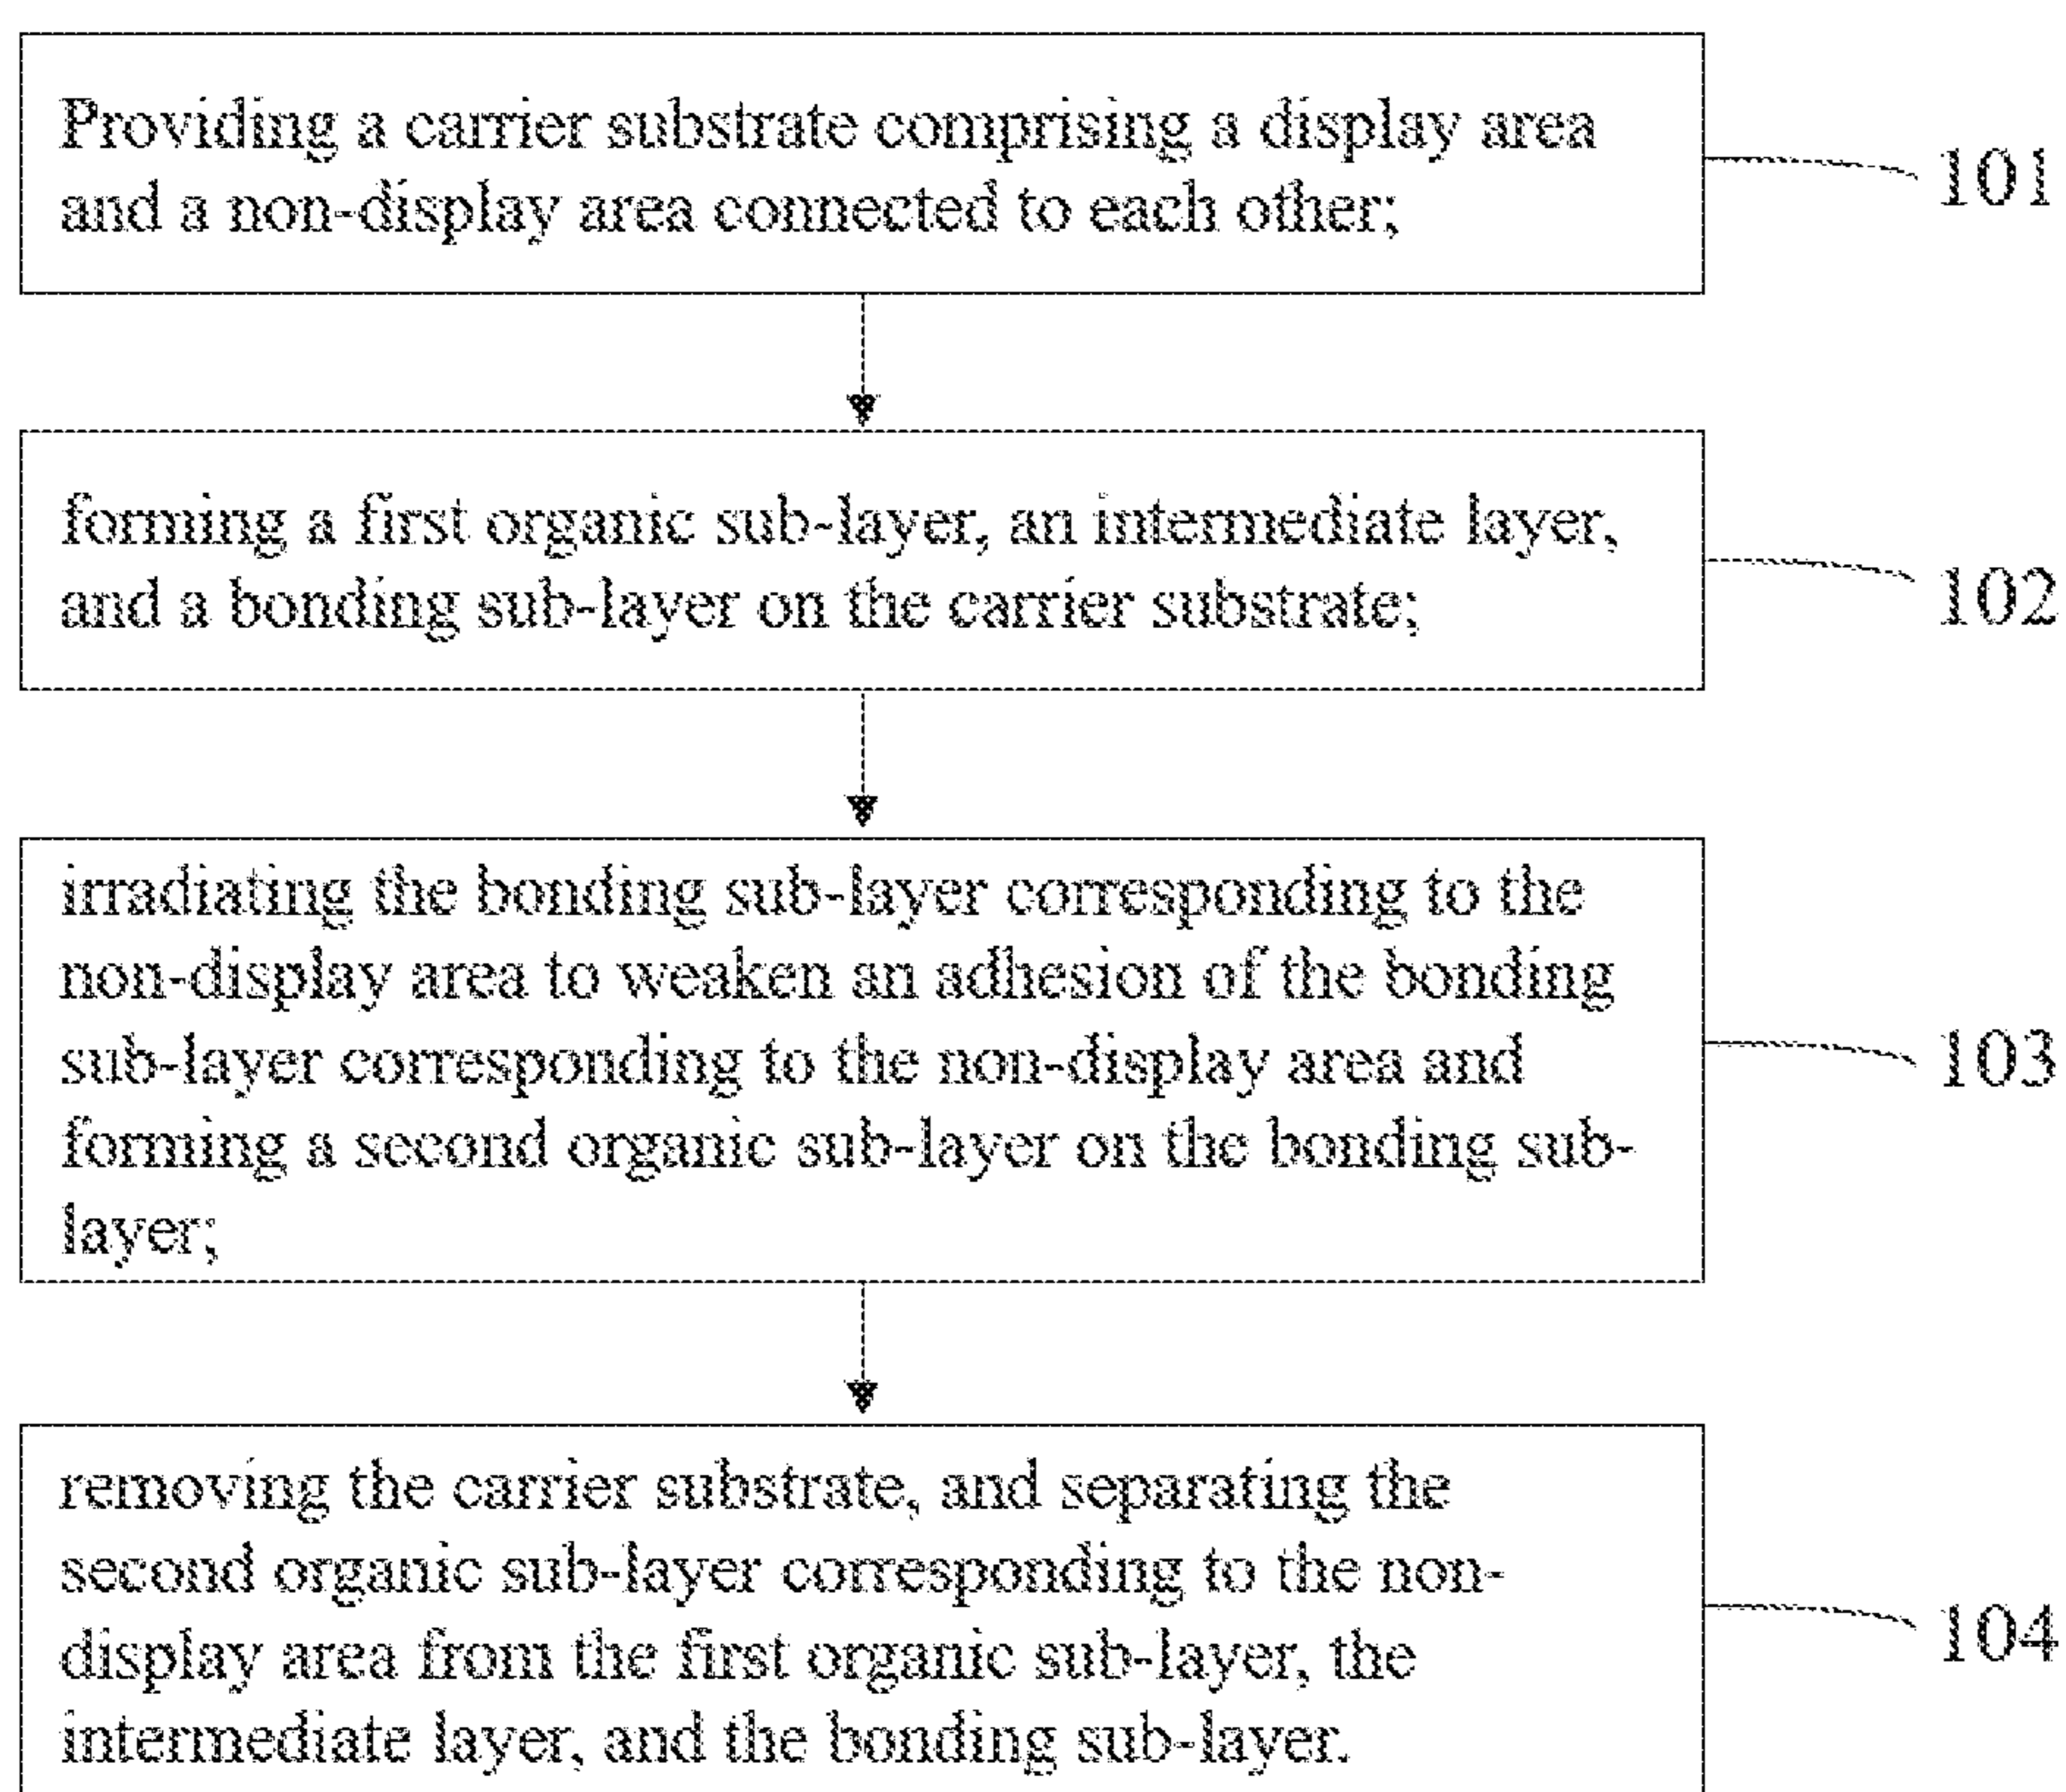 Providing a carrier substrate comprising a display area
and a non-display area connected to each other;
101
forming a first organic sub-layer, an intermediate layer,
and a bonding sub-layer on the carrier substrate;
102
irradiating the bonding sub-layer corresponding to the
non-display area to weaken an adhesion of the bonding
sub-layer corresponding to the non-display area and
forming a second organic sub-layer on the bonding sub-
layer;
103
removing the carrier substrate, and separating the
second organic sub-layer corresponding to the non-
display area from the first organic sub-layer, the
intermediate layer, and the bonding sub-layer.
104